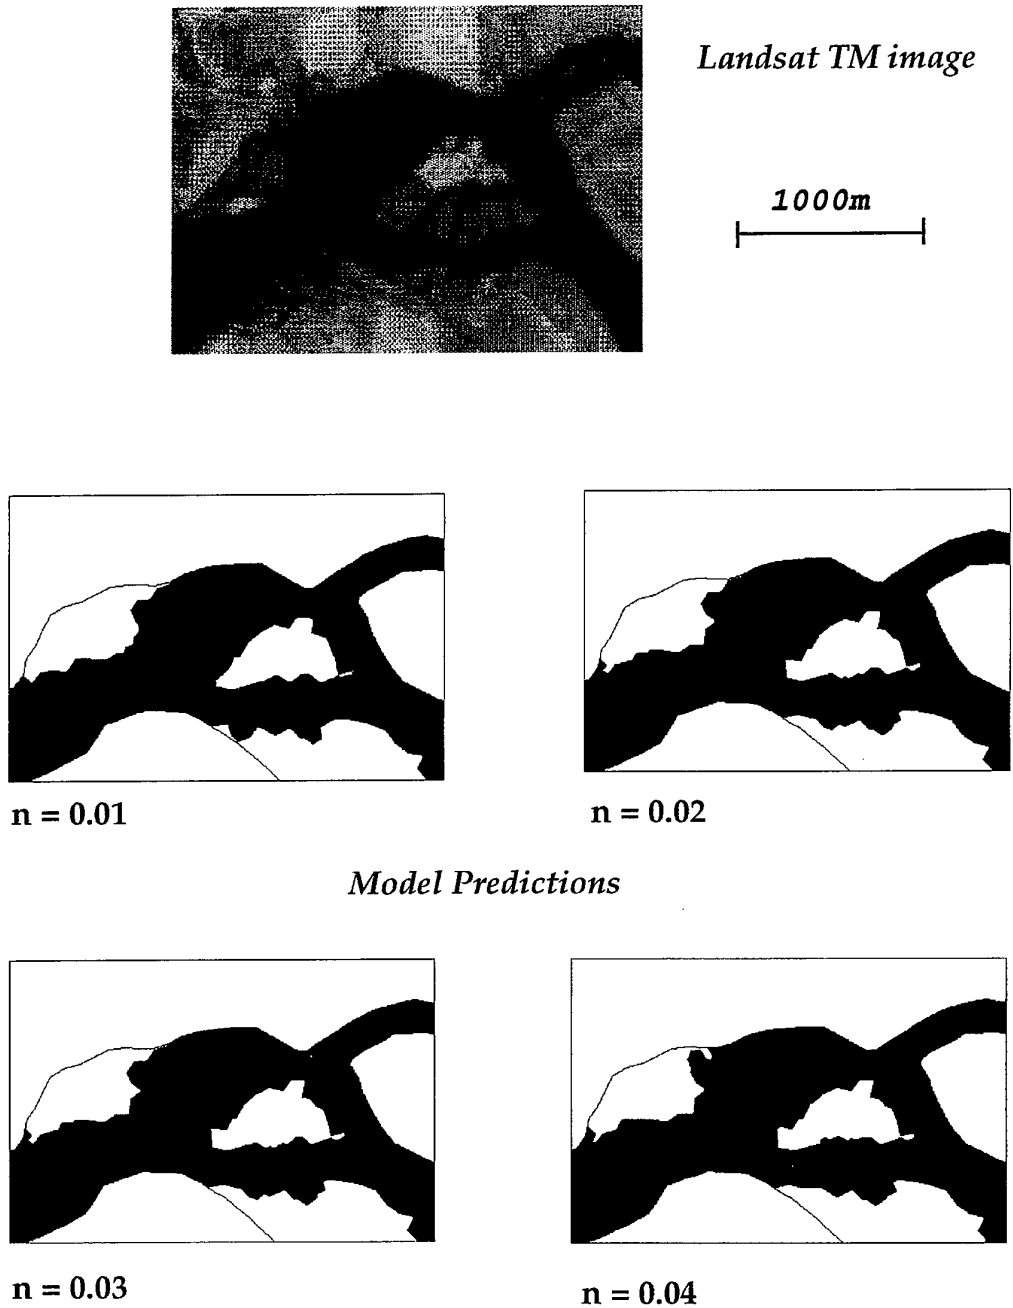 Landsat TM image
1000m
n = 0.01
n = 0.02
Model Predictions
n = 0.03
n = 0.04